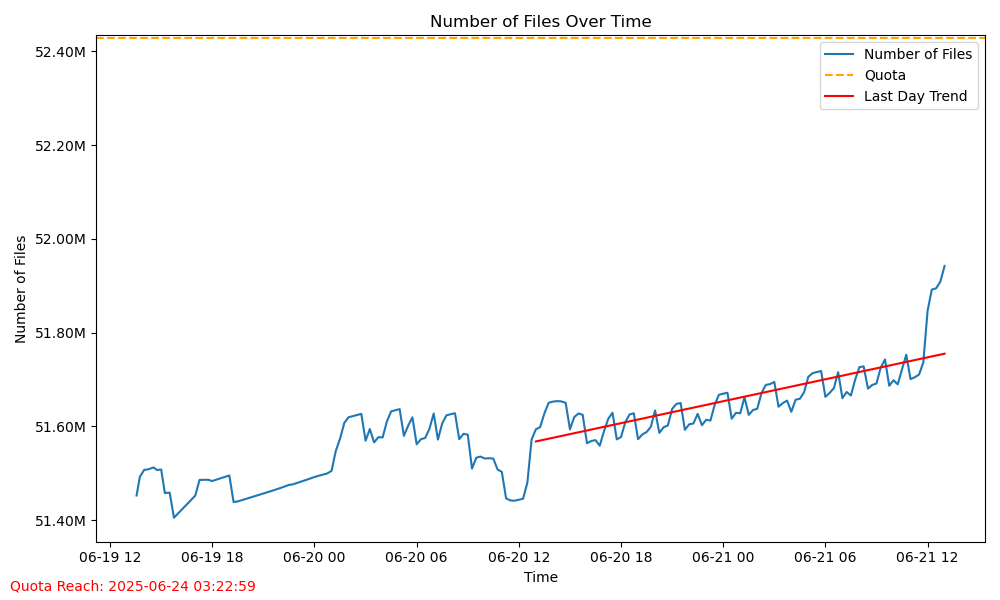 Number of Files Over Time
Number of Files
Quota
Last Day Trend
52.40M
52.20M
52.00M
51.80M
51.60M
51.40M
Number of Files
06-19 12 06-19 18 06-20 00 06-20 06 06-20 12 06-20 18 06-21 00 06-21 06 06-21 12
Time
Quota Reach: 2025-06-24 03:22:59